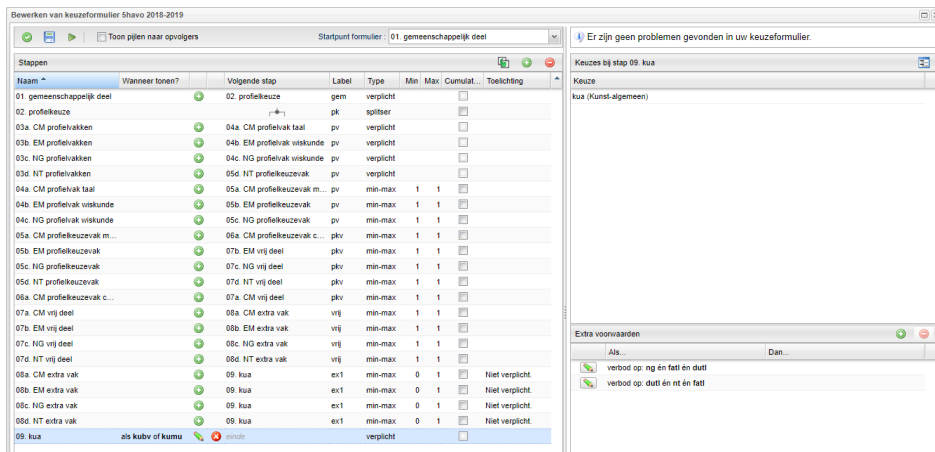 Bewerken van keuzeformulier 5havo 2018-2019
Toon pijlen naar opvolgers Startpunt formulier : 01. gemeenschappelijk deel
Er zijn geen problemen gevonden in uw keuzeformulier.
Stappen
Naam Wanneer tonen? Volgende stap Label Type Min Max Cumulat... Toelichting
01. gemeenschappelijk deel 02. profielkeuze gem verplicht
02. profielkeuze pk splitser
03a. CM profielvakken 04a. CM profielvak taal pv verplicht
03b. EM profielvakken 04b. EM profielvak wiskunde pv verplicht
03c. NG profielvakken 04c. NG profielvak wiskunde pv verplicht
03d. NT profielvakken 05d. NT profielkeuzevak pv verplicht
04a. CM profielvak taal 05a. CM profielkeuzevak m... pv min-max 1 1
04b. EM profielvak wiskunde 05b. EM profielkeuzevak pv min-max 1 1
04c. NG profielvak wiskunde 05c. NG profielkeuzevak pv min-max 1 1
05a. CM profielkeuzevak m... 06a. CM profielkeuzevak c... pkv min-max 1 1
05b. EM profielkeuzevak 07b. EM vrij deel pkv min-max 1 1
05c. NG profielkeuzevak 07c. NG vrij deel pkv min-max 1 1
05d. NT profielkeuzevak 07d. NT vrij deel pkv min-max 1 1
06a. CM profielkeuzevak c... 07a. CM vrij deel pkv min-max 1 1
07a. CM vrij deel 08a. CM extra vak vrij min-max 1 1
07b. EM vrij deel 08b. EM extra vak vrij min-max 1 1
07c. NG vrij deel 08c. NG extra vak vrij min-max 1 1
07d. NT vrij deel 08d. NT extra vak vrij min-max 1 1
08a. CM extra vak 09. kua ex1 min-max 0 1 Niet verplicht.
08b. EM extra vak 09. kua ex1 min-max 0 1 Niet verplicht.
08c. NG extra vak 09. kua ex1 min-max 0 1 Niet verplicht.
08d. NT extra vak 09. kua ex1 min-max 0 1 Niet verplicht.
09. kua als kubv of kumu einde verplicht
Keuzes bij stap 09. kua
Keuze
kua (Kunst-algemeen)
Extra voorwaarden
Als... Dan...
verbod op: ng én fatl én dutl
verbod op: dutl én nt én fatl